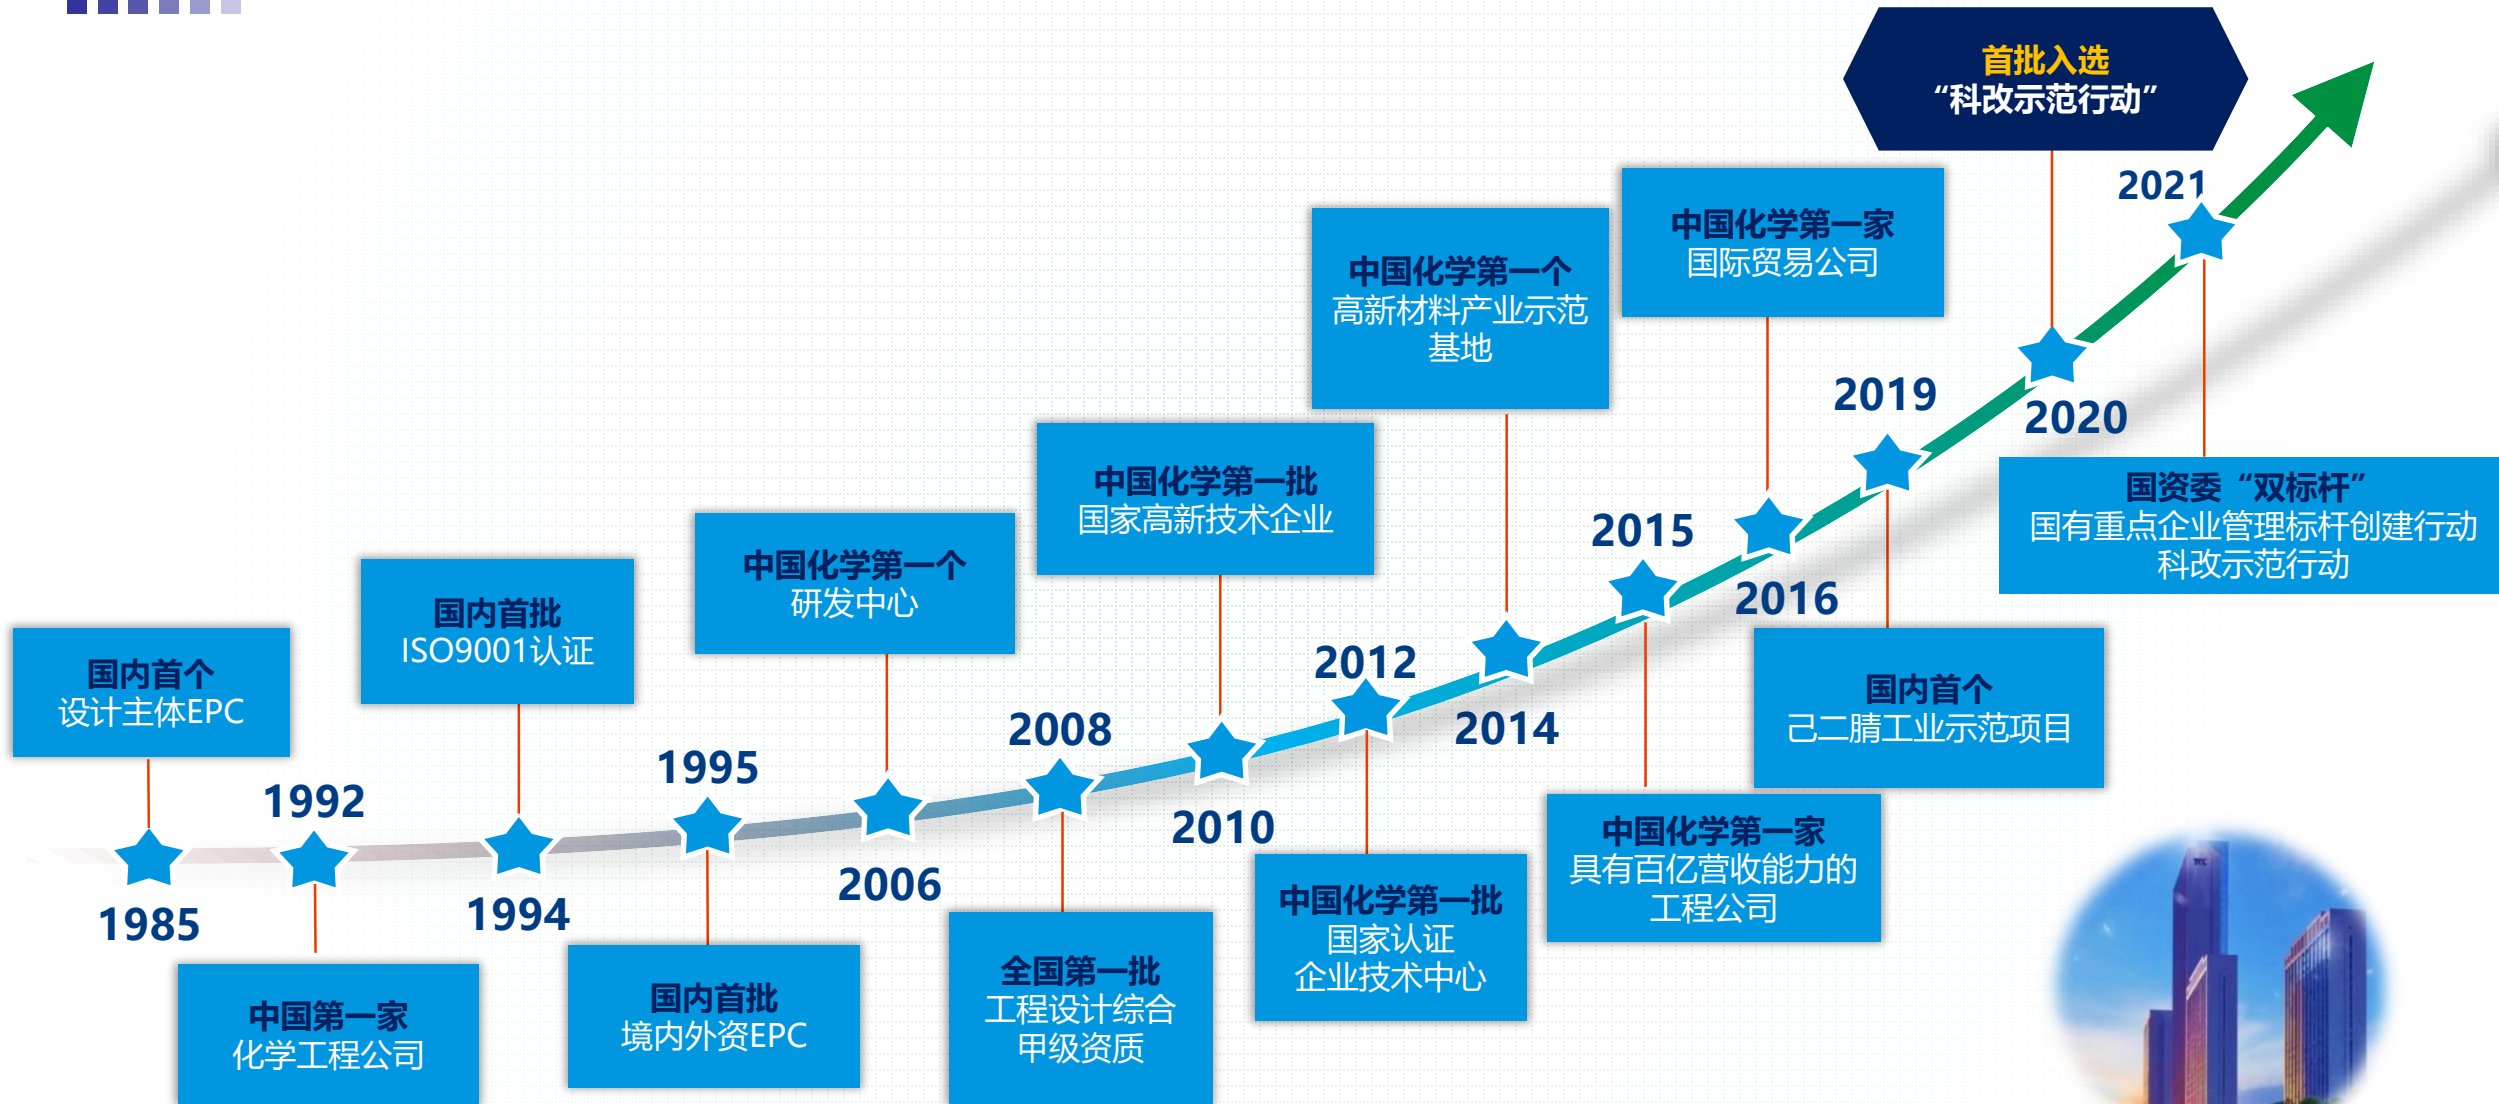 国内首个
设计主体EPC
1985
1992
中国第一家
化学工程公司
国内首批
ISO9001认证
1994
1995
国内首批
境内外资EPC
中国化学第一个
研发中心
2006
2008
全国第一批
工程设计综合
甲级资质
中国化学第一批
国家高新技术企业
2010
2012
中国化学第一批
国家认证
企业技术中心
中国化学第一个
高新材料产业示范
基地
2014
2015
中国化学第一家
具有百亿营收能力的
工程公司
中国化学第一家
国际贸易公司
2016
2019
国内首个
己二腈工业示范项目
首批入选
“科改示范行动”
2020
2021
国资委 “双标杆”
国有重点企业管理标杆创建行动
科改示范行动